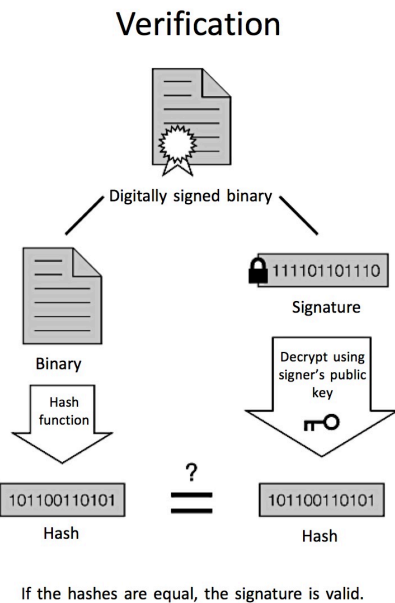 Verification
Digitally signed binary
111101101110
Signature
Binary
Decrypt using
signer's public
key
Hash
function
101100110101
?
=
101100110101
Hash
Hash
If the hashes are equal, the signature is valid.